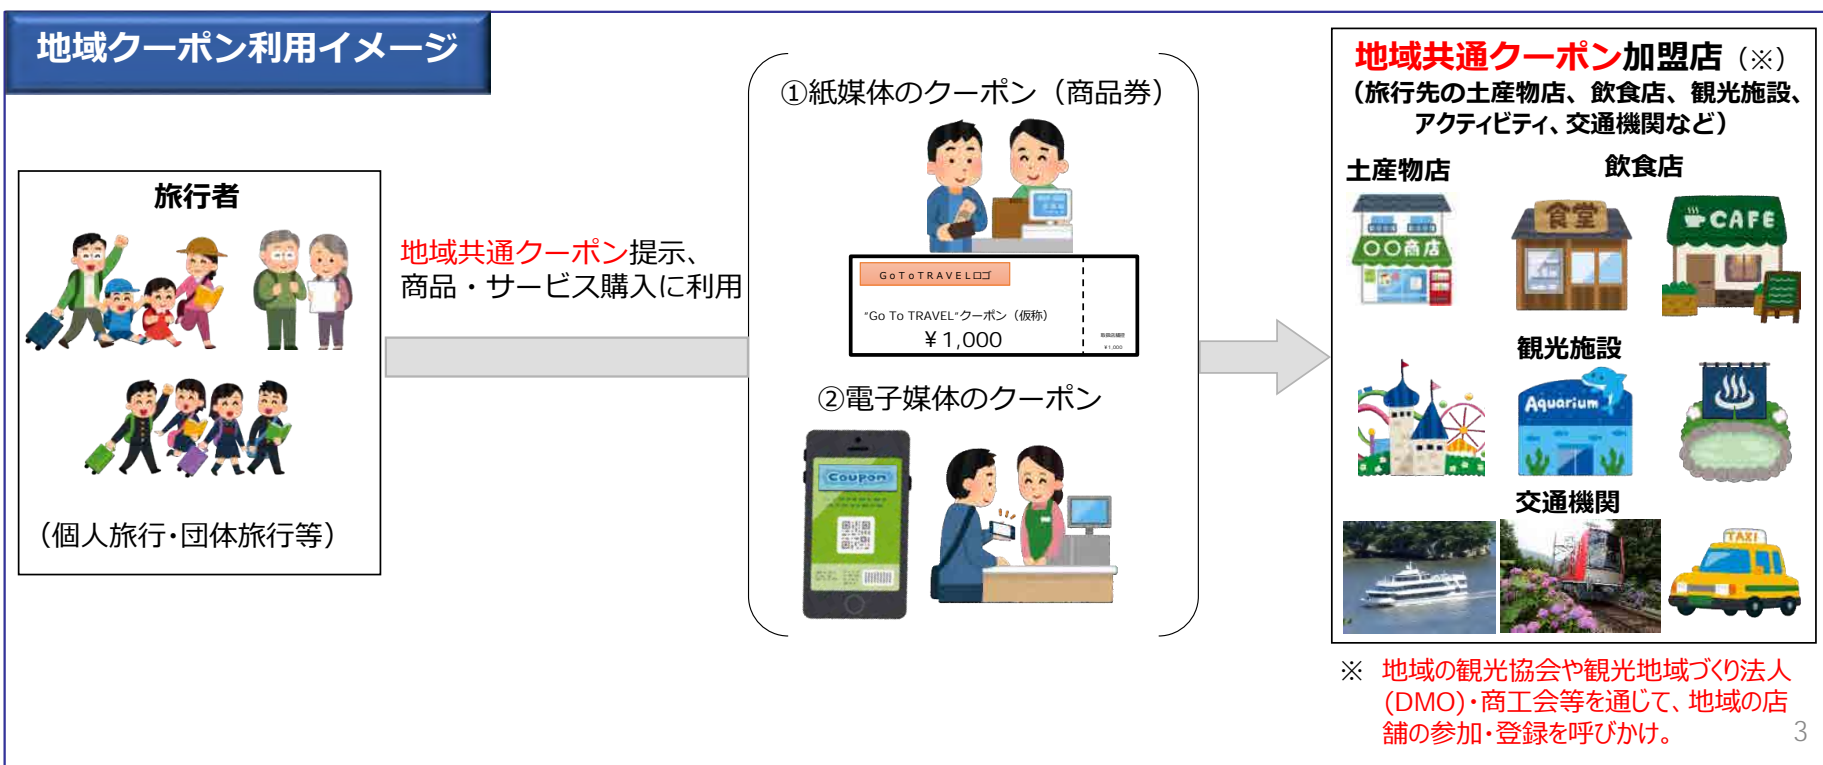 地域クーポン利用イメージ
旅行者
(個人旅行・団体旅行等)
地域共通クーポン提示、
商品・サービス購入に利用
①紙媒体のクーポン(商品券)
GoToTRAVELロゴ
"Go To TRAVEL"クーポン(仮称)
¥1,000
¥1,000
②電子媒体のクーポン
Coupon
地域共通クーポン加盟店(※)
(旅行先の土産物店、飲食店、観光施設、
アクティビティ、交通機関など)
土産物店
飲食店
〇〇商店
食堂
CAFE
観光施設
Aquarium
交通機関
TAXI
※ 地域の観光協会や観光地域づくり法人
(DMO)・商工会等を通じて、地域の店
舗の参加・登録を呼びかけ。
3